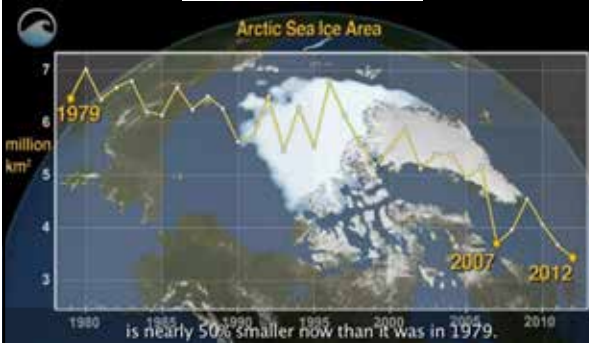 Arctic Sea Ice Area
7
1979
6
million
km²
5
4
2007
2012
3
1980 1985 1990 1995 2000 2005 2010
is nearly 50% smaller now than it was in 1979.